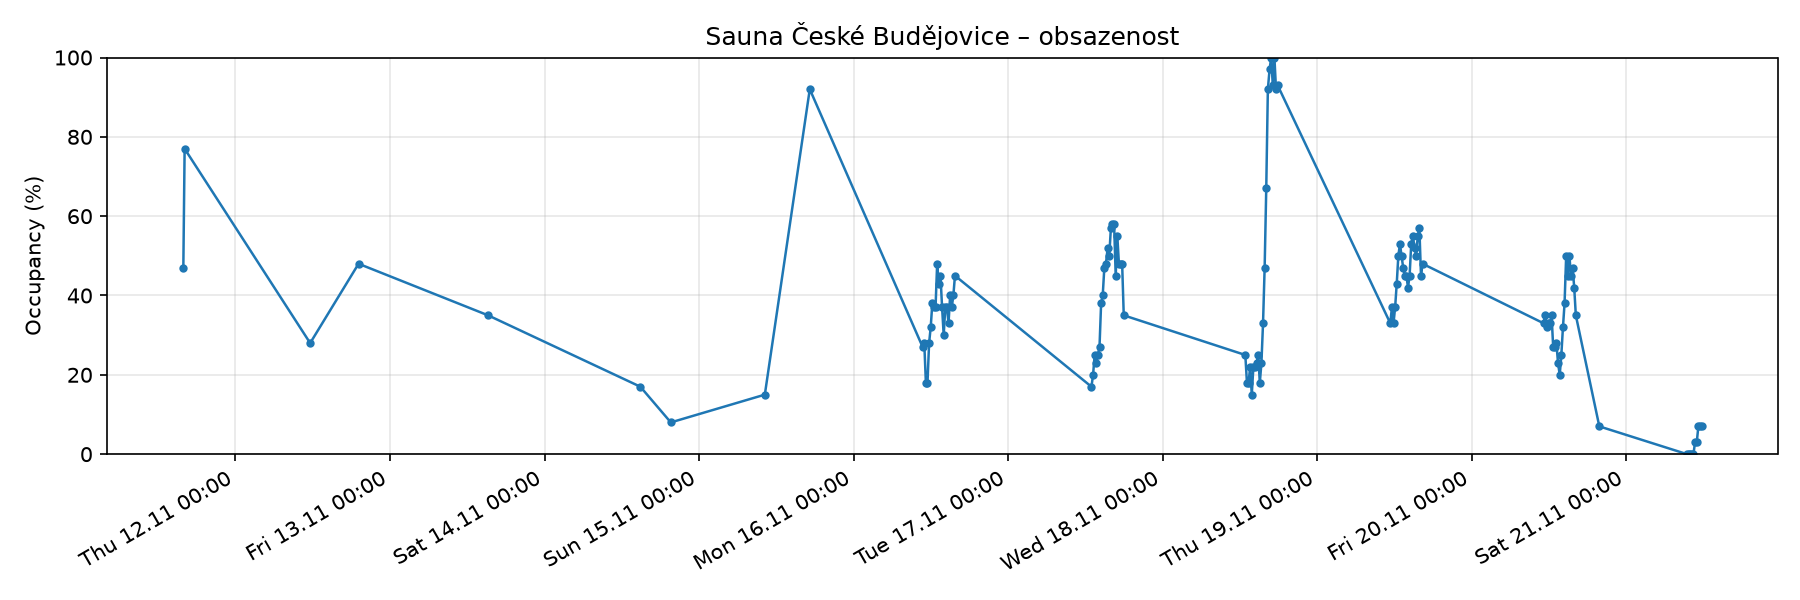 Sauna České Budějovice – obsazenost
Occupancy (%)
100
80
60
40
20
0
Thu 12.11 00:00
Fri 13.11 00:00
Sat 14.11 00:00
Sun 15.11 00:00
Mon 16.11 00:00
Tue 17.11 00:00
Wed 18.11 00:00
Thu 19.11 00:00
Fri 20.11 00:00
Sat 21.11 00:00